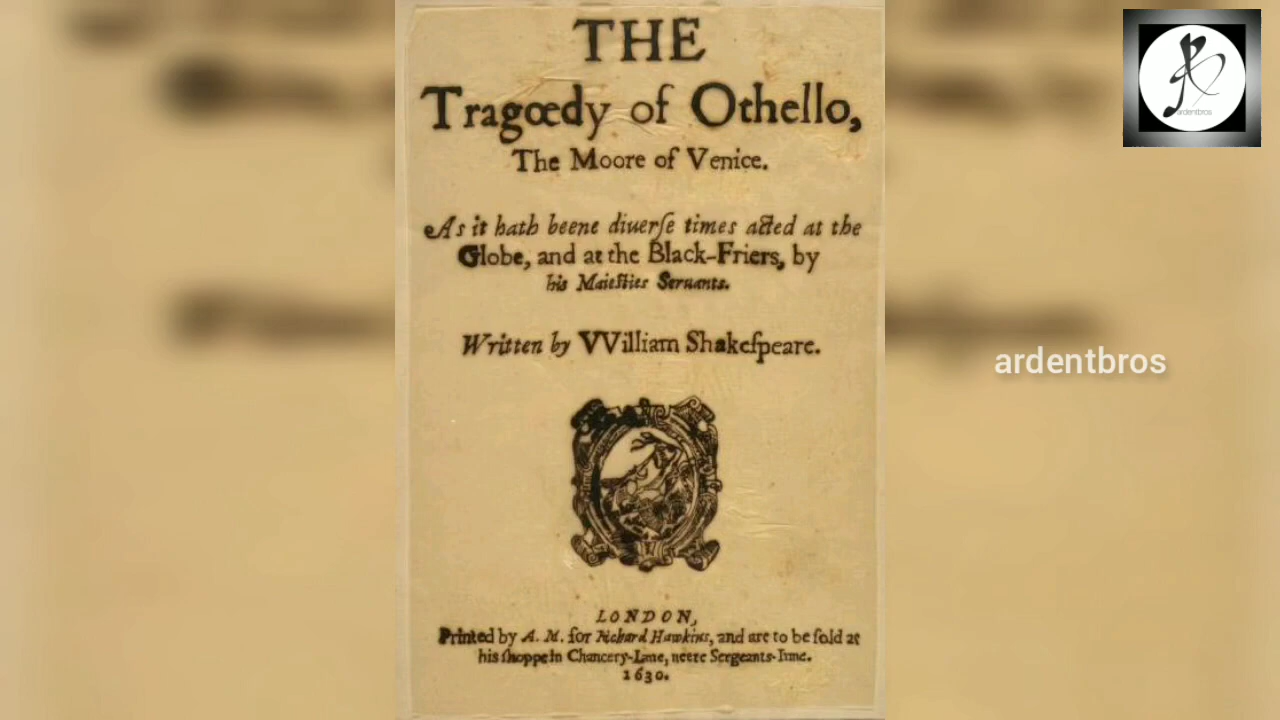 THE
Tragœdy of Othello,
The Moore of Venice.
As it hath beene diuerſe times acted at the
Globe, and at the Black-Friers, by
his Maieſties Seruants.
Written by VVilliam Shakeſpeare.
LONDON,
Printed by A. M. for Richard Hawkins, and are to be ſold at
his ſhoppe in Chancery-Lane, neere Sergeants-Inne.
1630.
ardentbros
ardentbros